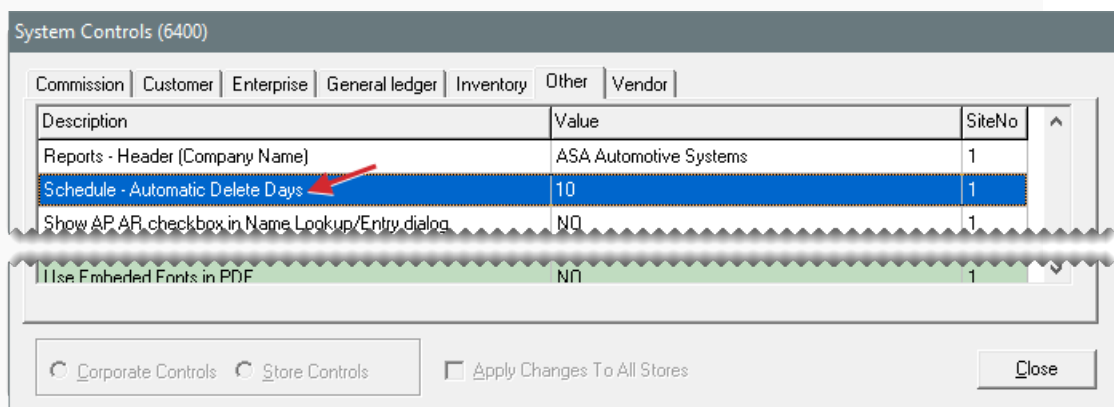 System Controls (6400)
Commission Customer Enterprise General ledger Inventory Other Vendor
Description Value SiteNo
Reports - Header (Company Name) ASA Automotive Systems 1
Schedule - Automatic Delete Days 10 1
Show AP AR checkbox in Name Lookup/Entry dialog NO 1
Use Embeded Fonts in PDF NO 1
Corporate Controls Store Controls Apply Changes To All Stores Close